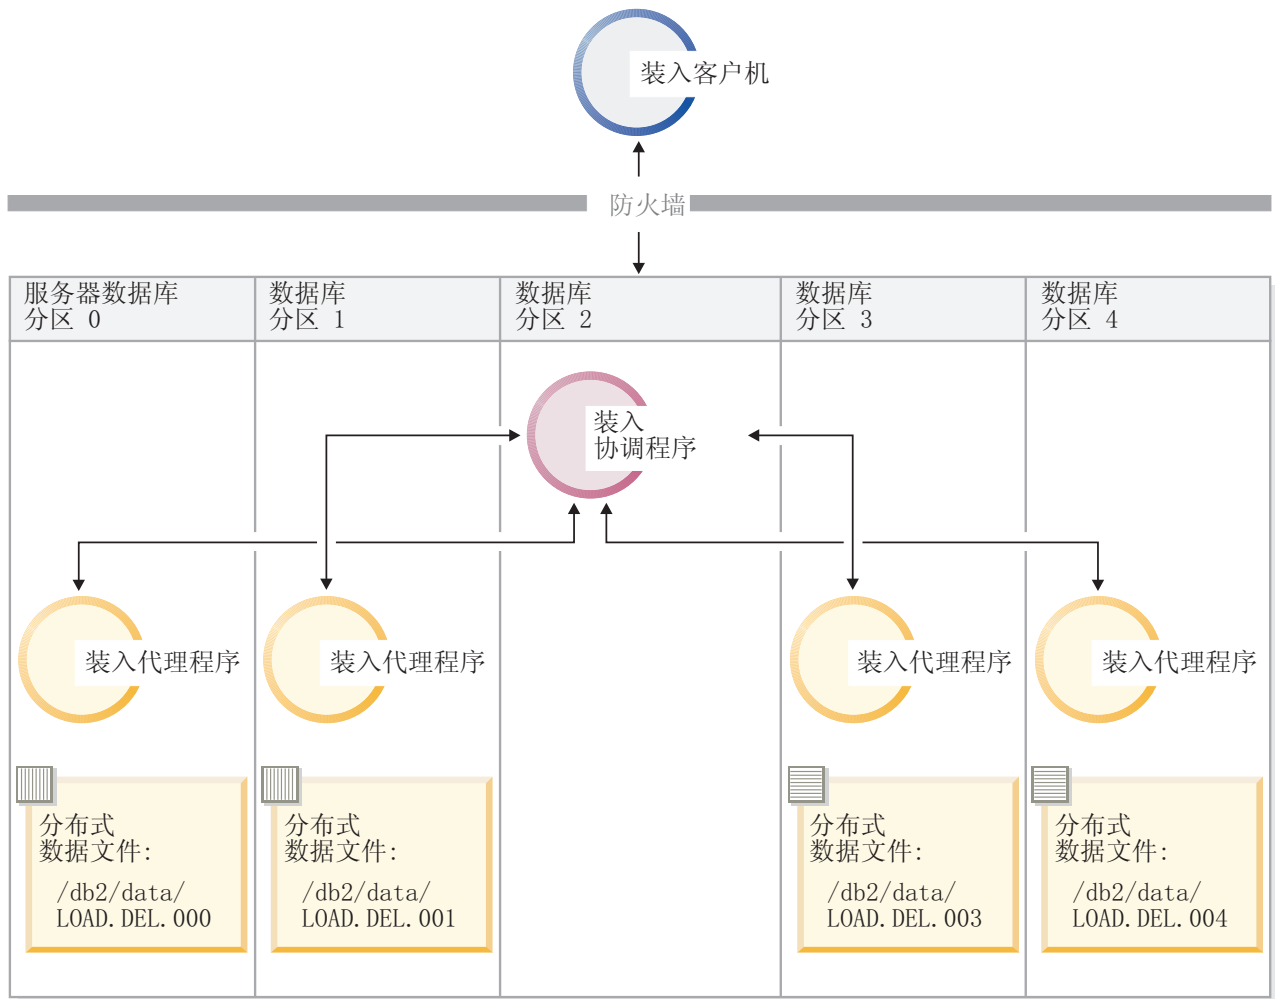 装入客户机
防火墙
服务器数据库
分区 0
数据库
分区 1
数据库
分区 2
数据库
分区 3
数据库
分区 4
装入
协调程序
装入代理程序
装入代理程序
装入代理程序
装入代理程序
分布式
数据文件:
/db2/data/
LOAD.DEL.000
分布式
数据文件:
/db2/data/
LOAD.DEL.001
分布式
数据文件:
/db2/data/
LOAD.DEL.003
分布式
数据文件:
/db2/data/
LOAD.DEL.004